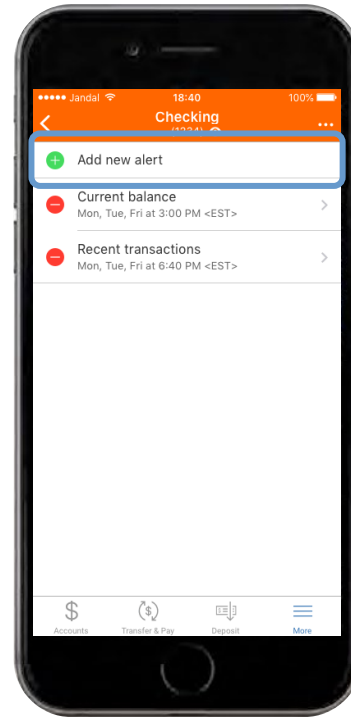 Jandal 18:40 100%
Checking
(1234)
Add new alert
Current balance
Mon, Tue, Fri at 3:00 PM <EST>
Recent transactions
Mon, Tue, Fri at 6:40 PM <EST>
Accounts Transfer & Pay Deposit More